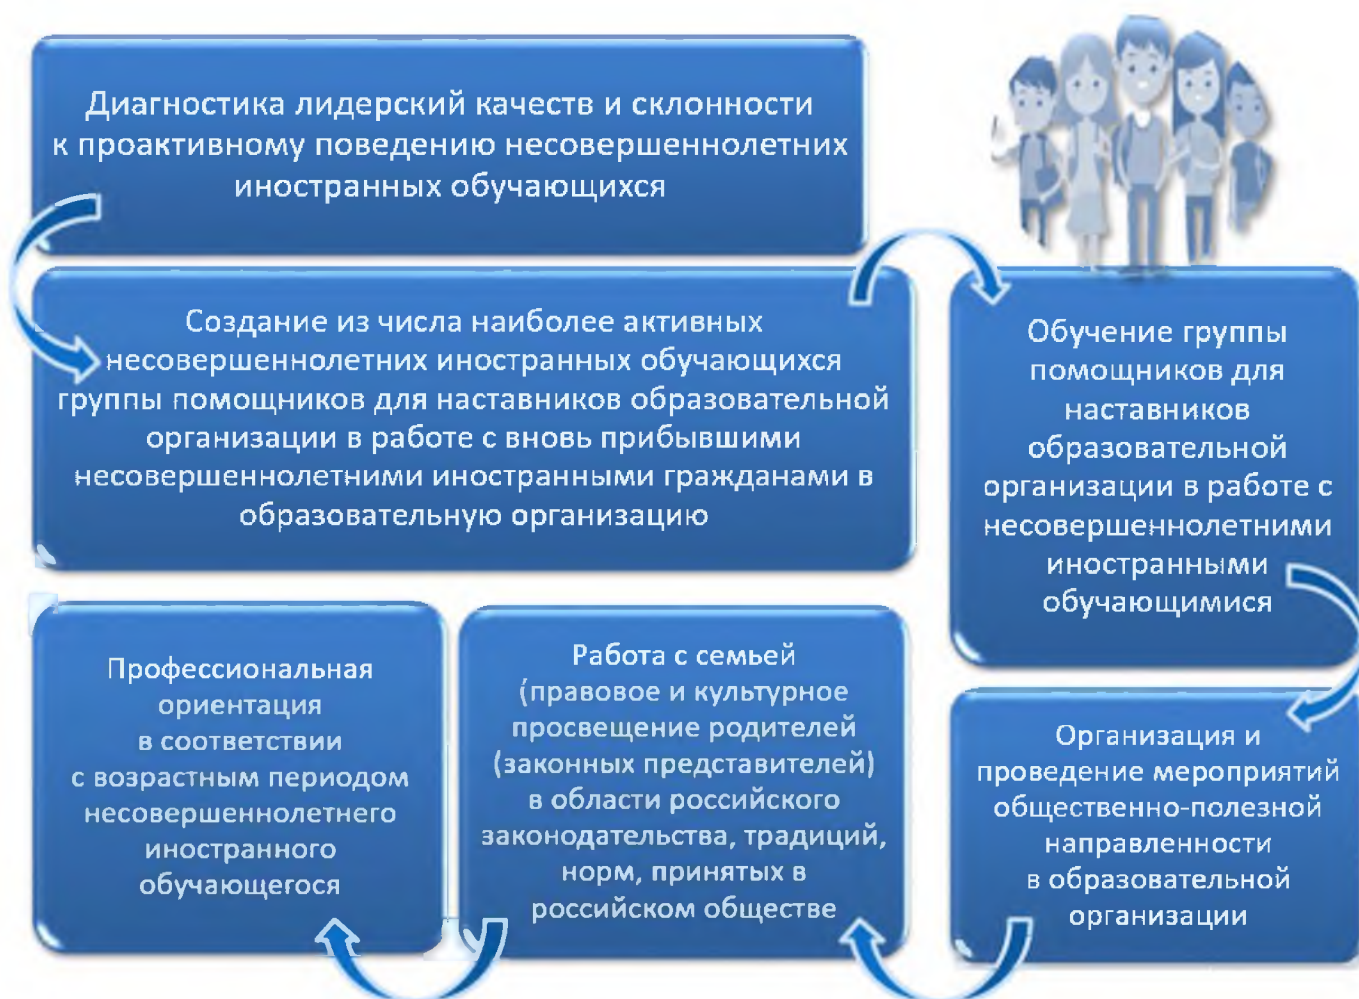 Диагностика лидерский качеств и склонности
к проактивному поведению несовершеннолетних
иностранных обучающихся
Создание из числа наиболее активных
несовершеннолетних иностранных обучающихся
группы помощников для наставников образовательной
организации в работе с вновь прибывшими
несовершеннолетними иностранными гражданами в
образовательную организацию
Обучение группы
помощников для
наставников
образовательной
организации в работе с
несовершеннолетними
иностранными
обучающимися
Организация и
проведение мероприятий
общественно-полезной
направленности
в образовательной
организации
Работа с семьей
(правовое и культурное
просвещение родителей
(законных представителей)
в области российского
законодательства, традиций,
норм, принятых в
российском обществе
Профессиональная
ориентация
в соответствии
с возрастным периодом
несовершеннолетнего
иностранного
обучающегося